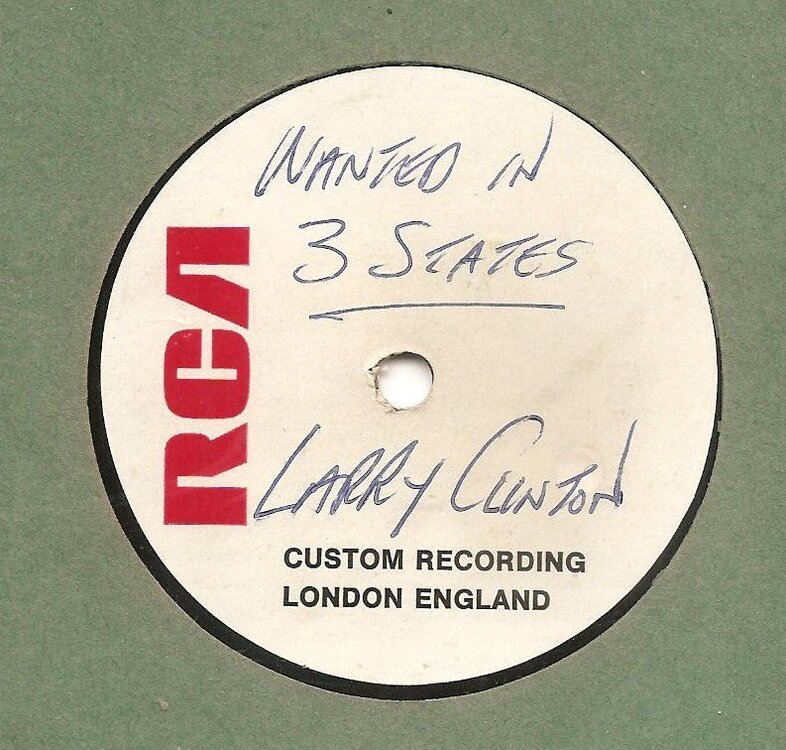 WANTED IN
3 STATES
RCA
LARRY CLINTON
CUSTOM RECORDING
LONDON ENGLAND